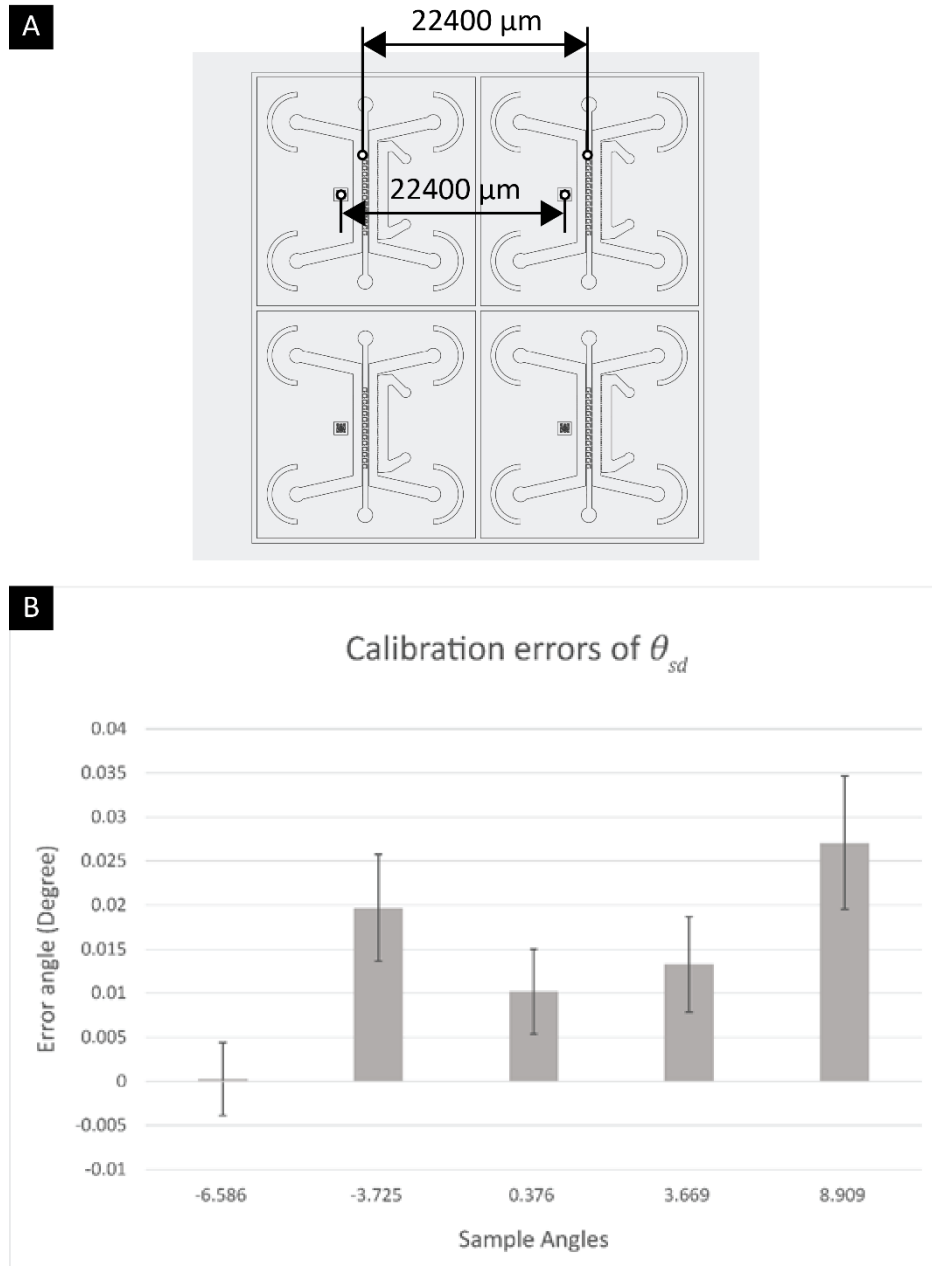 A
22400 µm
22400 µm
B
Calibration errors of θsd
0.04
0.035
0.03
0.025
0.02
0.015
0.01
0.005
0
-0.005
-0.01
Error angle (Degree)
-6.586 -3.725 0.376 3.669 8.909
Sample Angles